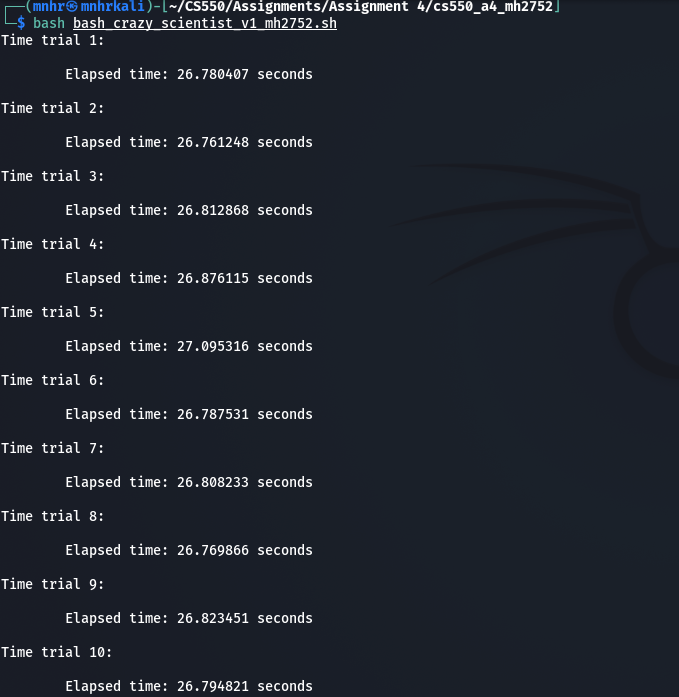 ┌──(mnhr㉿mnhrkali)-[~/CS550/Assignments/Assignment 4/cs550_a4_mh2752]
└─$ bash bash_crazy_scientist_v1_mh2752.sh
Time trial 1:
Elapsed time: 26.780407 seconds
Time trial 2:
Elapsed time: 26.761248 seconds
Time trial 3:
Elapsed time: 26.812868 seconds
Time trial 4:
Elapsed time: 26.876115 seconds
Time trial 5:
Elapsed time: 27.095316 seconds
Time trial 6:
Elapsed time: 26.787531 seconds
Time trial 7:
Elapsed time: 26.808233 seconds
Time trial 8:
Elapsed time: 26.769866 seconds
Time trial 9:
Elapsed time: 26.823451 seconds
Time trial 10:
Elapsed time: 26.794821 seconds